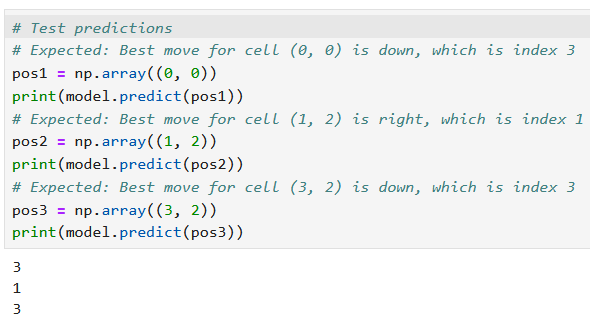 # Test predictions
# Expected: Best move for cell (0, 0) is down, which is index 3
pos1 = np.array((0, 0))
print(model.predict(pos1))
# Expected: Best move for cell (1, 2) is right, which is index 1
pos2 = np.array((1, 2))
print(model.predict(pos2))
# Expected: Best move for cell (3, 2) is down, which is index 3
pos3 = np.array((3, 2))
print(model.predict(pos3))
3
1
3